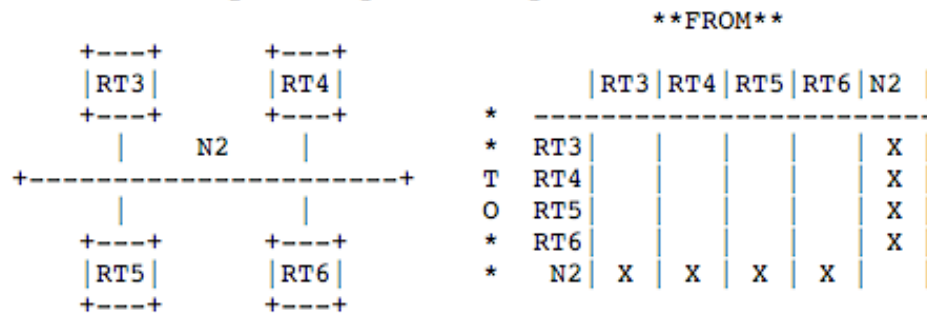 **FROM**
+---+ +---+
|RT3| |RT4| |RT3|RT4|RT5|RT6|N2 |
+---+ +---+ * ------------------------
| N2 | * RT3| | | | | X |
+----------------------+ T RT4| | | | | X |
| | O RT5| | | | | X |
+---+ +---+ * RT6| | | | | X |
|RT5| |RT6| * N2| X | X | X | X | |
+---+ +---+